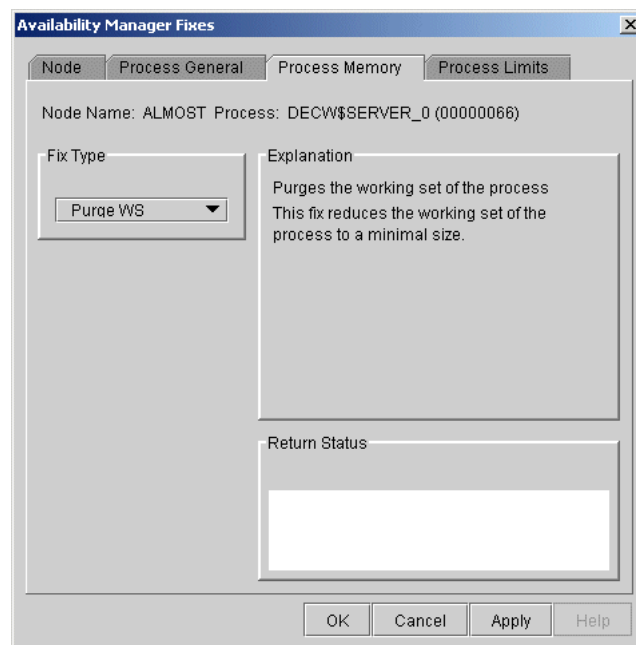 Availability Manager Fixes
Node Process General Process Memory Process Limits
Node Name: ALMOST Process: DECW$SERVER_0 (00000066)
Fix Type
Purge WS
Explanation
Purges the working set of the process
This fix reduces the working set of the
process to a minimal size.
Return Status
OK Cancel Apply Help